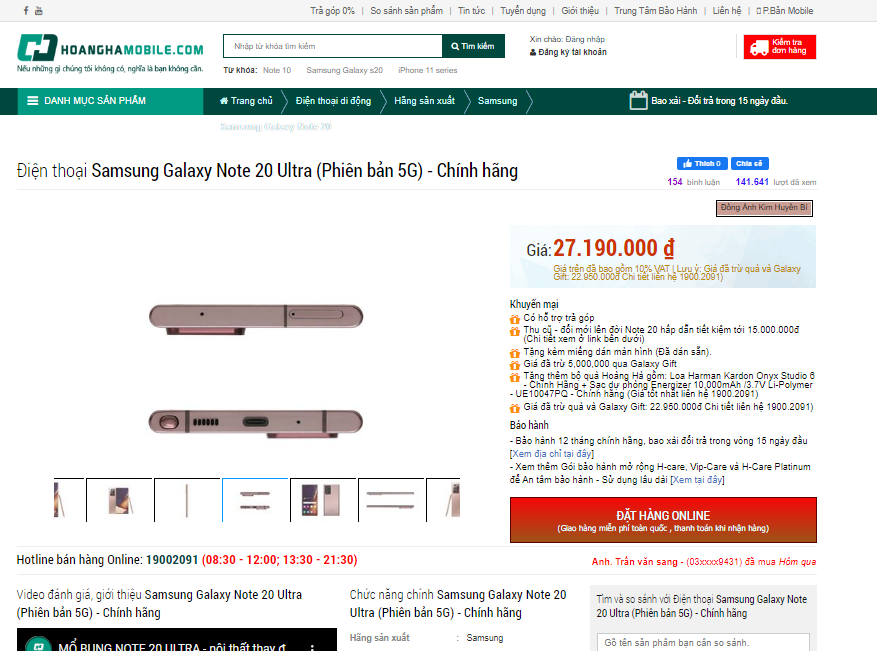 Trả góp 0% | So sánh sản phẩm | Tin tức | Tuyển dụng | Giới thiệu | Trung Tâm Bảo Hành | Liên hệ | P.Bản Mobile
HOANGHAMOBILE.COM
Nếu những gì chúng tôi không có, nghĩa là bạn không cần.
Nhập từ khóa tìm kiếm
Tìm kiếm
Từ khóa: Note 10 Samsung Galaxy s20 iPhone 11 series
Xin chào: Đăng nhập
Đăng ký tài khoản
Kiểm tra
đơn hàng
DANH MỤC SẢN PHẨM
Trang chủ
Điện thoại di động
Hãng sản xuất
Samsung
Bao xài - Đổi trả trong 15 ngày đầu.
Samsung Galaxy Note 20
Điện thoại Samsung Galaxy Note 20 Ultra (Phiên bản 5G) - Chính hãng
Thích 0
Chia sẻ
154 bình luận 141.641 lượt đã xem
Đồng Ánh Kim Huyền Bí
Giá: 27.190.000 ₫
Giá trên đã bao gồm 10% VAT | Lưu ý: Giá đã trừ quà và Galaxy
Gift: 22.950.000đ Chi tiết liên hệ 1900.2091)
Khuyến mại
Có hỗ trợ trả góp
Thu cũ - đổi mới lên đời Note 20 hấp dẫn tiết kiệm tới 15.000.000đ
(Chi tiết xem ở link bên dưới)
Tặng kèm miếng dán màn hình (Đã dán sẵn).
Giá đã trừ 5,000,000 qua Galaxy Gift
Tặng thêm bộ quà Hoàng Hà gồm: Loa Harman Kardon Onyx Studio 6
- Chính Hãng + Sạc dự phòng Energizer 10,000mAh /3.7V Li-Polymer
- UE10047PQ - Chính hãng (Giá tốt nhất liên hệ 1900.2091)
Giá đã trừ quà và Galaxy Gift: 22.950.000đ Chi tiết liên hệ 1900.2091)
Bảo hành
- Bảo hành 12 tháng chính hãng, bao xài đổi trả trong vòng 15 ngày đầu
[Xem địa chỉ tại đây]
- Xem thêm Gói bảo hành mở rộng H-care, Vip-Care và H-Care Platinum
để An tâm bảo hành - Sử dụng lâu dài [Xem tại đây]
ĐẶT HÀNG ONLINE
(Giao hàng miễn phí toàn quốc , thanh toán khi nhận hàng)
Hotline bán hàng Online: 19002091 (08:30 - 12:00; 13:30 - 21:30)
Anh. Trần văn sang - (03xxxx9431) đã mua Hôm qua
Video đánh giá, giới thiệu Samsung Galaxy Note 20 Ultra
(Phiên bản 5G) - Chính hãng
MỔ BỤNG NOTE 20 ULTRA - nội thất thay đ...
Chức năng chính Samsung Galaxy Note 20
Ultra (Phiên bản 5G) - Chính hãng
Hãng sản xuất : Samsung
Tìm và so sánh với Điện thoại Samsung Galaxy Note
20 Ultra (Phiên bản 5G) - Chính hãng
Gõ tên sản phẩm bạn cần so sánh.